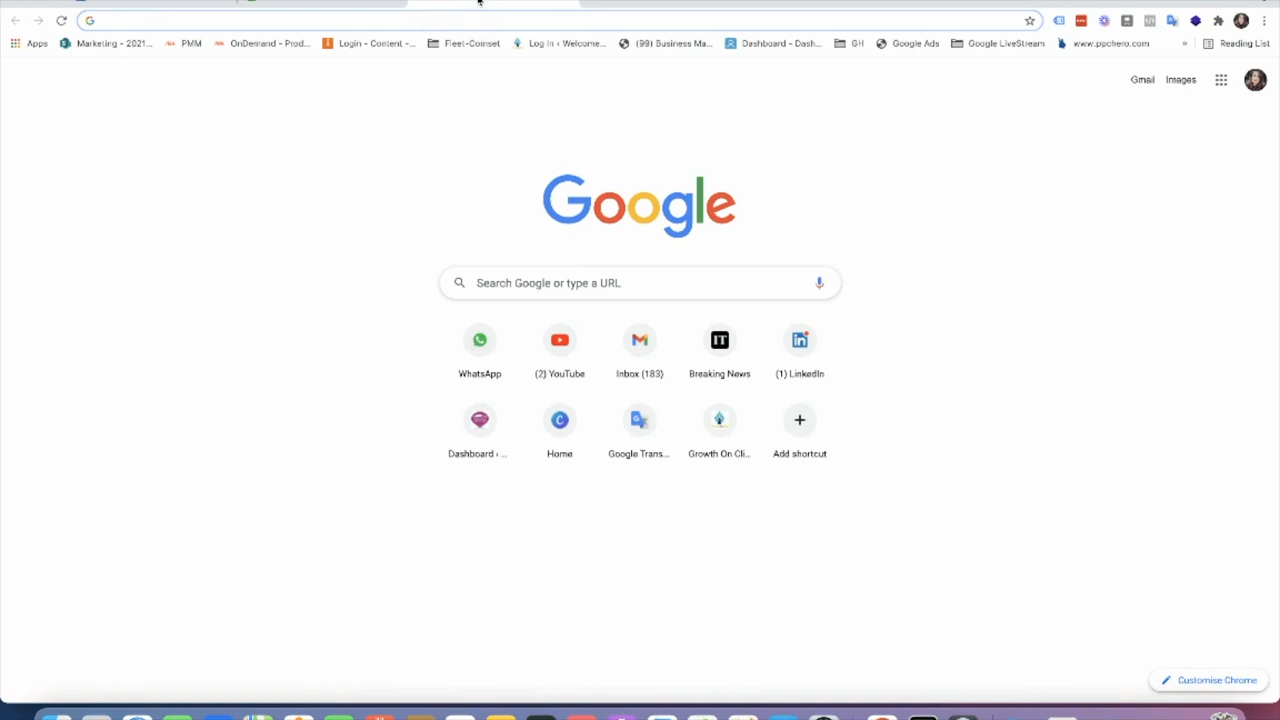 Apps Marketing - 2021... PMM OnDemand - Prod... Login - Content -... Fleet-Comset Log In ‹ Welcome... (99) Business Ma... Dashboard - Dash... GH Google Ads Google LiveStream www.ppchero.com » Reading List
Gmail Images
Google
Search Google or type a URL
WhatsApp (2) YouTube Inbox (183) Breaking News (1) LinkedIn
Dashboard ‹ ... Home Google Trans... Growth On Cli... Add shortcut
Customise Chrome